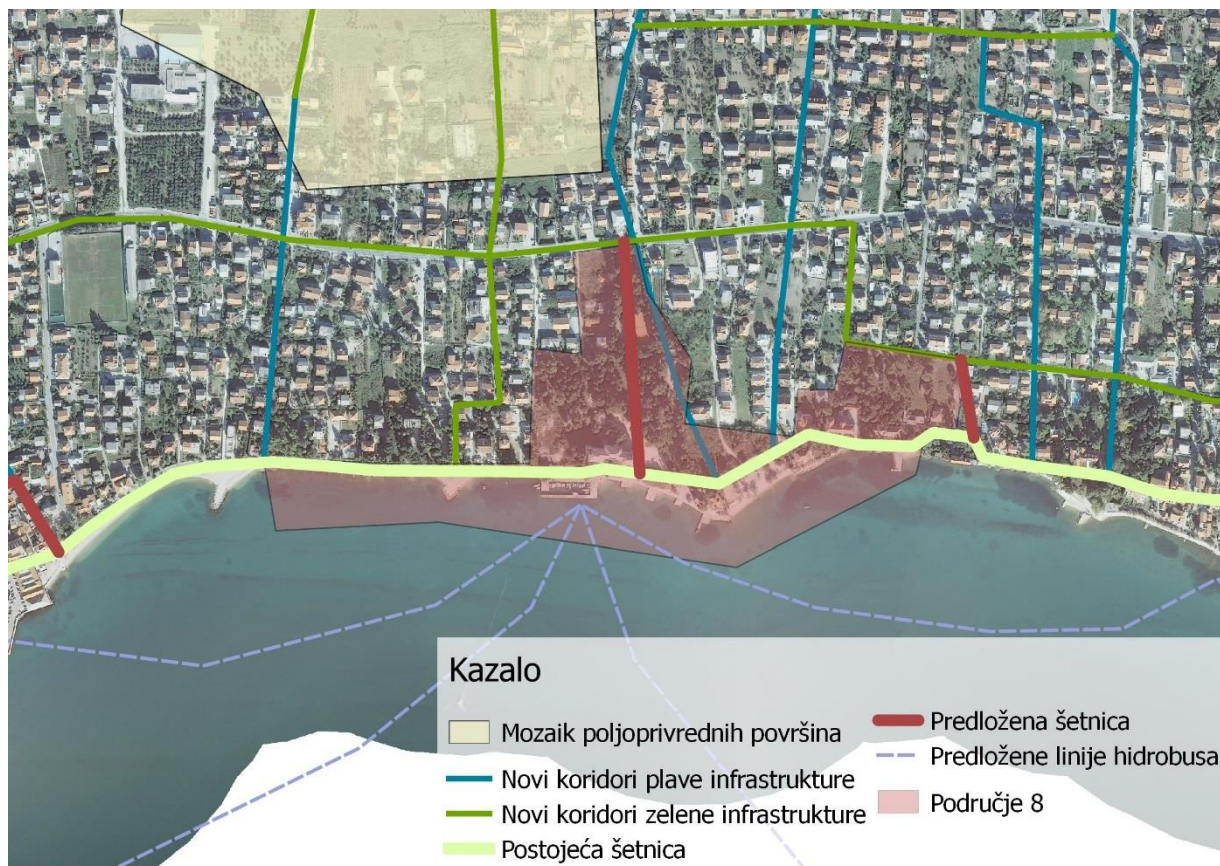 Kazalo
Mozaik poljoprivrednih površina
Novi koridori plave infrastrukture
Novi koridori zelene infrastrukture
Postojeća šetnica
Predložena šetnica
Predložene linije hidrobusa
Područje 8